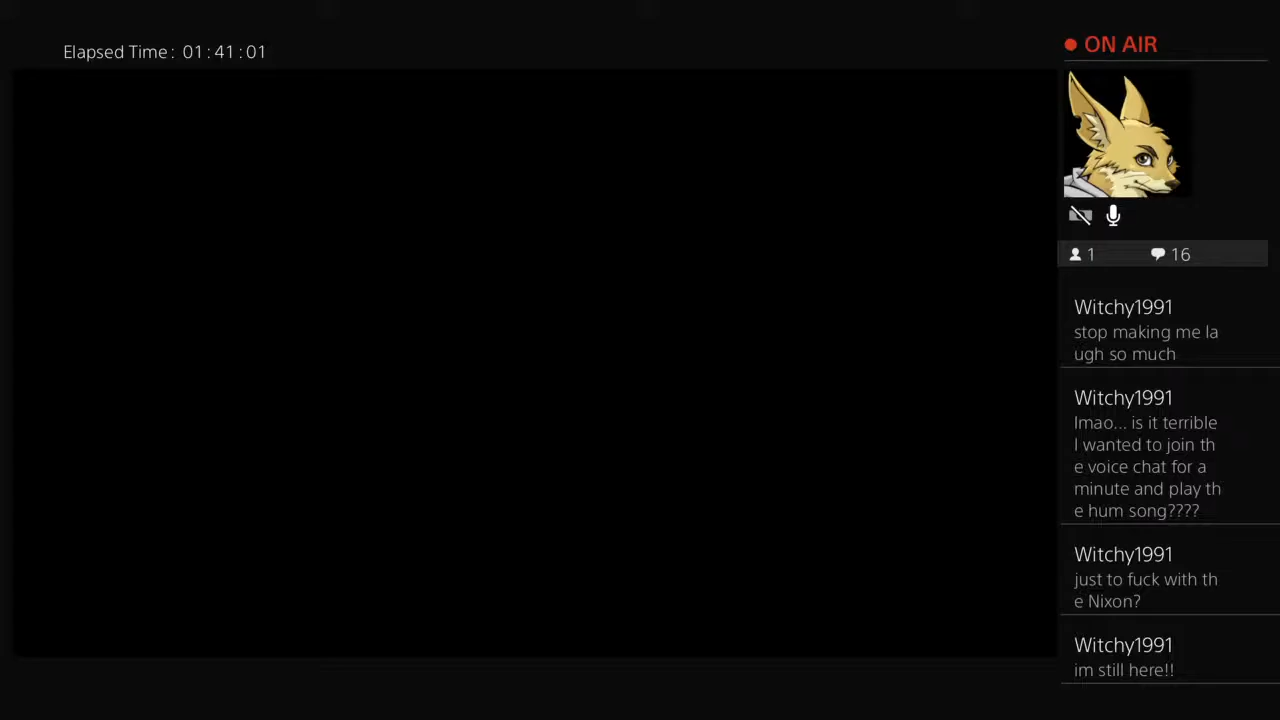 Elapsed Time: 01:41:01
ON AIR
1 16
Witchy1991
stop making me la
ugh so much
Witchy1991
lmao... is it terrible
I wanted to join th
e voice chat for a
minute and play th
e hum song????
Witchy1991
just to fuck with th
e Nixon?
Witchy1991
im still here!!